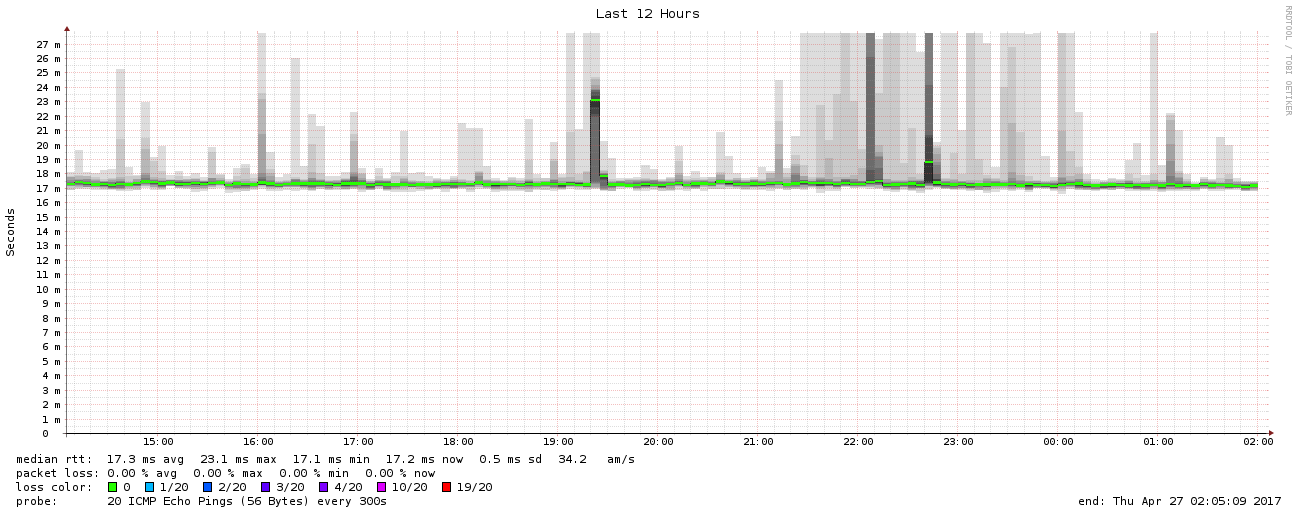 Last 12 Hours
RRDTOOL / TOBI OETIKER
Seconds
27 m
26 m
25 m
24 m
23 m
22 m
21 m
20 m
19 m
18 m
17 m
16 m
15 m
14 m
13 m
12 m
11 m
10 m
9 m
8 m
7 m
6 m
5 m
4 m
3 m
2 m
1 m
0
15:00 16:00 17:00 18:00 19:00 20:00 21:00 22:00 23:00 00:00 01:00 02:00
median rtt: 17.3 ms avg 23.1 ms max 17.1 ms min 17.2 ms now 0.5 ms sd 34.2 am/s
packet loss: 0.00 % avg 0.00 % max 0.00 % min 0.00 % now
loss color: 0 1/20 2/20 3/20 4/20 10/20 19/20
probe: 20 ICMP Echo Pings (56 Bytes) every 300s end: Thu Apr 27 02:05:09 2017